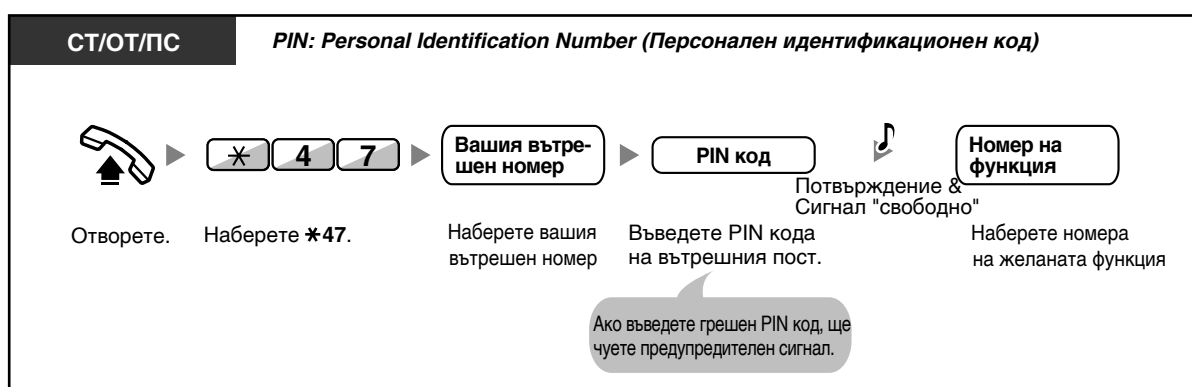 СТ/ОТ/ПС
PIN: Personal Identification Number (Персонален идентификационен код)
* 4 7
Вашия вътре-
шен номер
PIN код
Номер на
функция
Потвърждение &
Сигнал "свободно"
Отворете.
Наберете *47.
Наберете вашия
вътрешен номер
Въведете PIN кода
на вътрешния пост.
Наберете номера
на желаната функция
Ако въведете грешен PIN код, ще
чуете предупредителен сигнал.